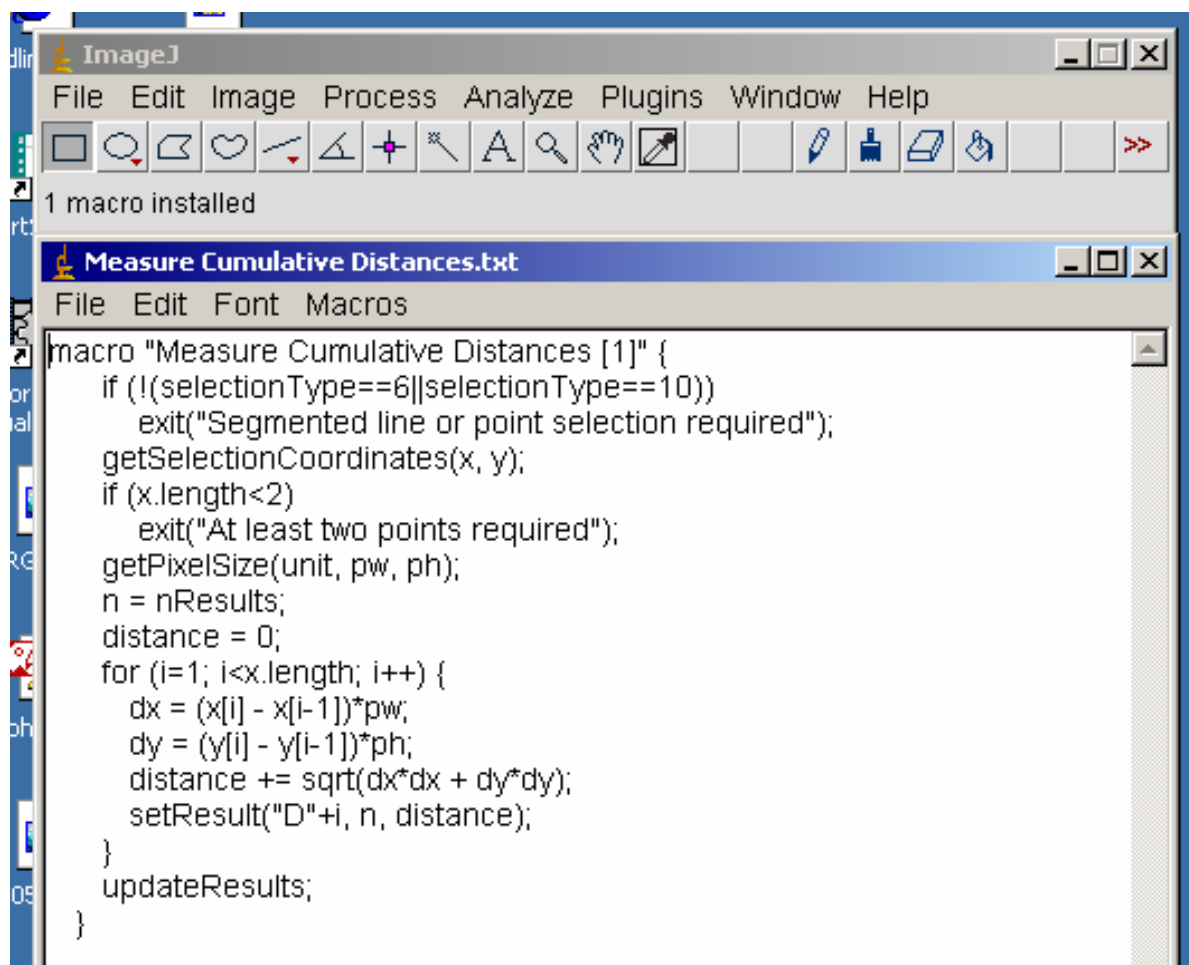 ImageJ
File Edit Image Process Analyze Plugins Window Help
A >>
1 macro installed
Measure Cumulative Distances.txt
File Edit Font Macros
macro "Measure Cumulative Distances [1]" {
if (!(selectionType==6||selectionType==10))
exit("Segmented line or point selection required");
getSelectionCoordinates(x, y);
if (x.length<2)
exit("At least two points required");
getPixelSize(unit, pw, ph);
n = nResults;
distance = 0;
for (i=1; i<x.length; i++) {
dx = (x[i] - x[i-1])*pw;
dy = (y[i] - y[i-1])*ph;
distance += sqrt(dx*dx + dy*dy);
setResult("D"+i, n, distance);
}
updateResults;
}